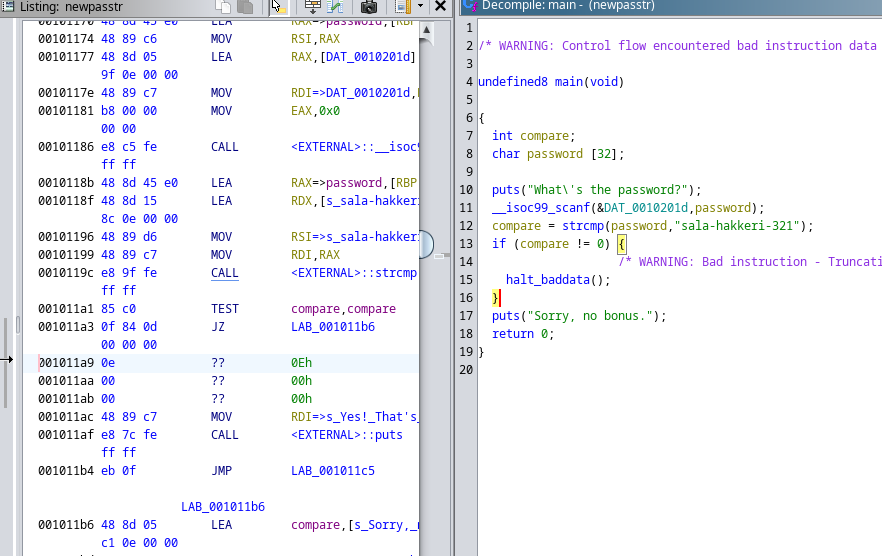 Listing: newpasstr
00101170 48 8d 45 e0 LEA RAX=>password,[RBP
00101174 48 89 c6 MOV RSI,RAX
00101177 48 8d 05 LEA RAX,[DAT_0010201d]
9f 0e 00 00
0010117e 48 89 c7 MOV RDI=>DAT_0010201d,
00101181 b8 00 00 MOV EAX,0x0
00 00
00101186 e8 c5 fe CALL <EXTERNAL>::__isoc9
ff ff
0010118b 48 8d 45 e0 LEA RAX=>password,[RBP
0010118f 48 8d 15 LEA RDX,[s_sala-hakkeri
8c 0e 00 00
00101196 48 89 d6 MOV RSI=>s_sala-hakker
00101199 48 89 c7 MOV RDI,RAX
0010119c e8 9f fe CALL <EXTERNAL>::strcmp
ff ff
001011a1 85 c0 TEST compare,compare
001011a3 0f 84 0d JZ LAB_001011b6
00 00 00
001011a9 0e ?? 0Eh
001011aa 00 ?? 00h
001011ab 00 ?? 00h
001011ac 48 89 c7 MOV RDI=>s_Yes!_That's_
001011af e8 7c fe CALL <EXTERNAL>::puts
ff ff
001011b4 eb 0f JMP LAB_001011c5
LAB_001011b6
001011b6 48 8d 05 LEA compare,[s_Sorry,_
c1 0e 00 00
Decompile: main - (newpasstr)
1
2 /* WARNING: Control flow encountered bad instruction data
3
4 undefined8 main(void)
5
6 {
7 int compare;
8 char password [32];
9
10 puts("What\'s the password?");
11 __isoc99_scanf(&DAT_0010201d,password);
12 compare = strcmp(password,"sala-hakkeri-321");
13 if (compare != 0) {
14 /* WARNING: Bad instruction - Truncati
15 halt_baddata();
16 }
17 puts("Sorry, no bonus.");
18 return 0;
19 }
20